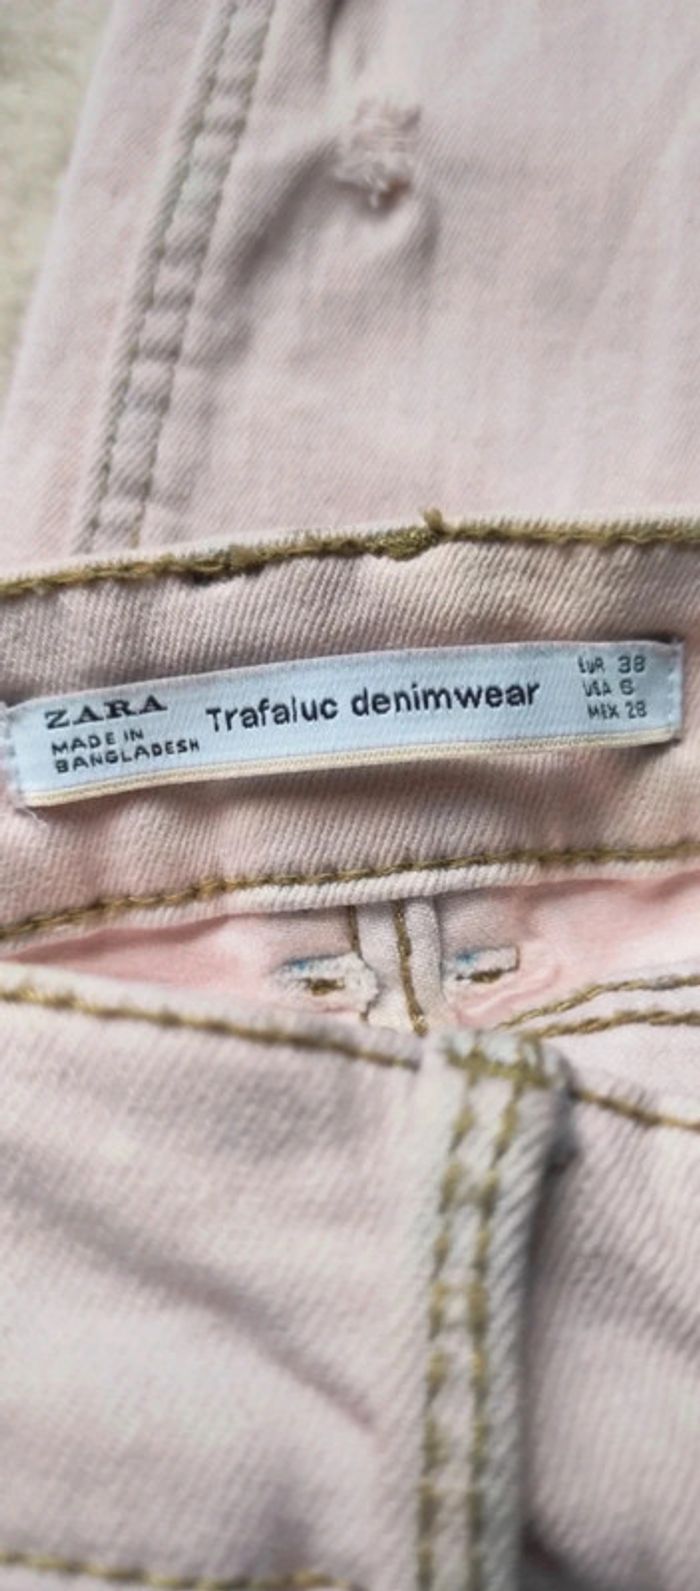 ZARA
MADE IN
BANGLADESH
Trafaluc denimwear
EUR 38
USA 6
MEX 28